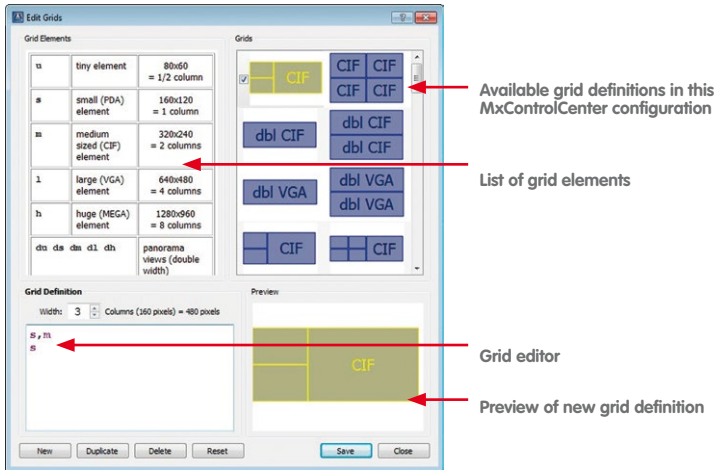 Edit Grids
Grid Elements
Grids
u tiny element 80x60
= 1/2 column
s small (PDA) 160x120
element = 1 column
m medium 320x240
sized (CIF) = 2 columns
element
l large (VGA) 640x480
element = 4 columns
h huge (MEGA) 1280x960
element = 8 columns
du ds dm dl dh panorama
views (double
width)
CIF
CIF CIF
CIF CIF
dbl CIF
dbl CIF
dbl CIF
dbl VGA
dbl VGA
dbl VGA
CIF
CIF
Available grid definitions in this
MxControlCenter configuration
List of grid elements
Grid Definition
Width: 3 Columns (160 pixels) = 480 pixels
s,m
s
Preview
CIF
Grid editor
Preview of new grid definition
New
Duplicate
Delete
Reset
Save
Close